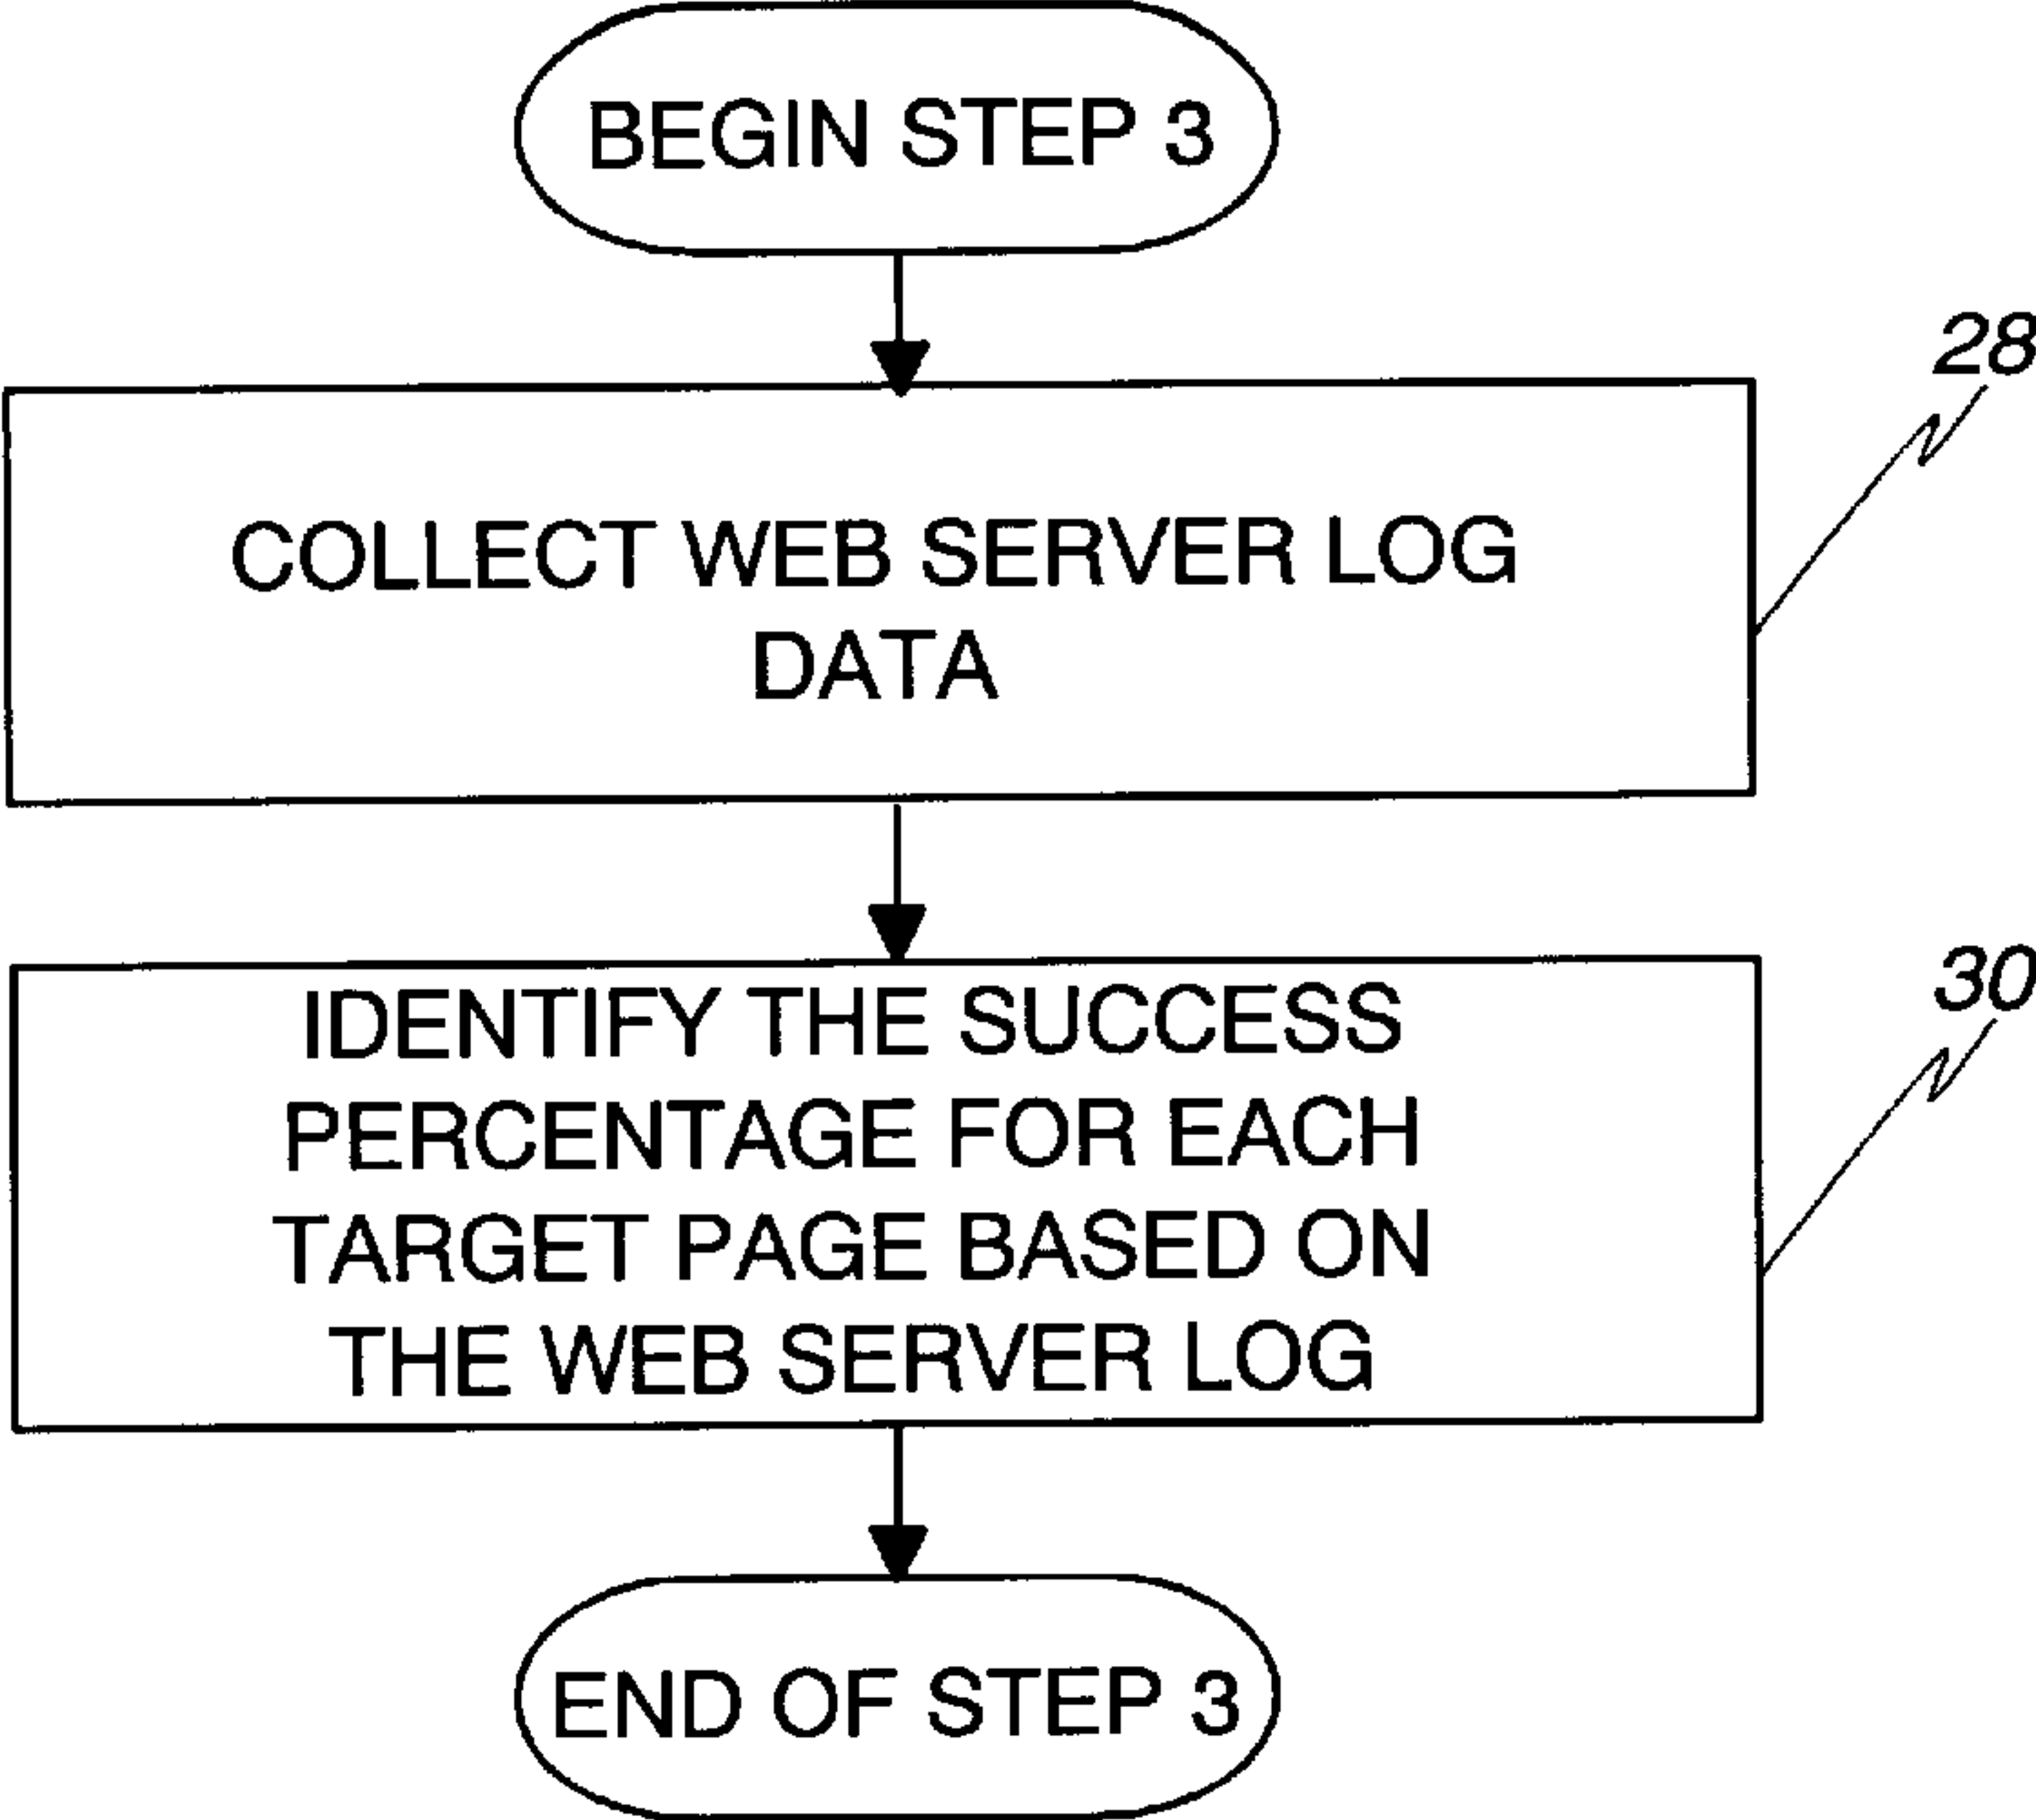 BEGIN STEP 3
28
COLLECT WEB SERVER LOG
DATA
30
IDENTIFY THE SUCCESS
PERCENTAGE FOR EACH
TARGET PAGE BASED ON
THE WEB SERVER LOG
END OF STEP 3